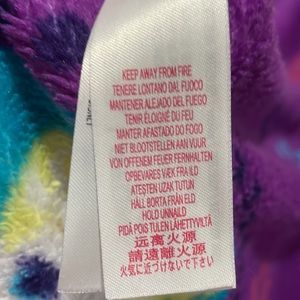 KEEP AWAY FROM FIRE
TENERE LONTANO DAL FUOCO
MANTENER ALEJADO DEL FUEGO
TENIR ÉLOIGNÉ DU FEU
MANTER AFASTADO DO FOGO
NIET BLOOTSTELLEN AAN VUUR
VON OFFENEM FEUER FERNHALTEN
OPBEVARES VÆK FRA ILD
ATEŞTEN UZAK TUTUN
HÅLL BORTA FRÅN ELD
HOLD UNNAILD
PIDÄ POIS TULEN LÄHETTYVILTÄ
远离火源
請遠離火源
火気に近づけないで下さい